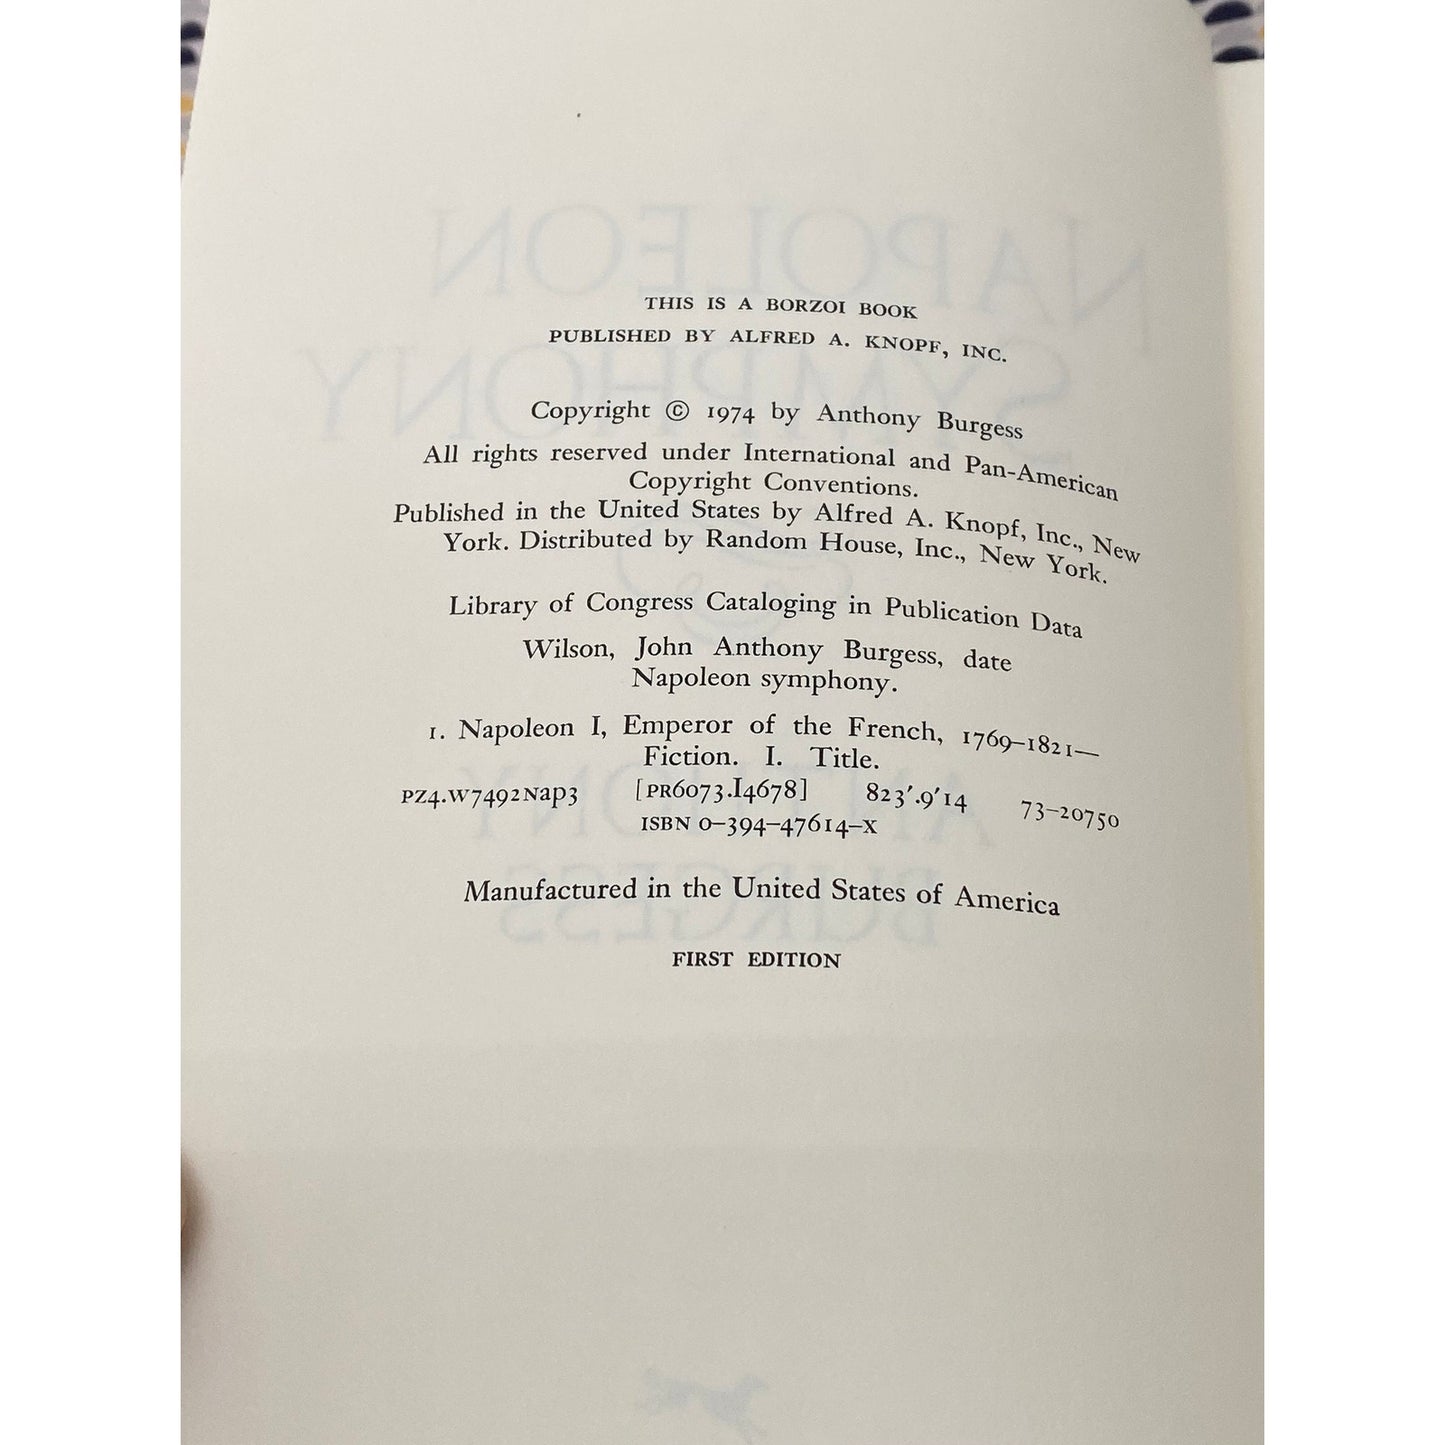 THIS IS A BORZOI BOOK
PUBLISHED BY ALFRED A. KNOPF, INC.
Copyright © 1974 by Anthony Burgess
All rights reserved under International and Pan-American
Copyright Conventions.
Published in the United States by Alfred A. Knopf, Inc., New
York. Distributed by Random House, Inc., New York.
Library of Congress Cataloging in Publication Data
Wilson, John Anthony Burgess, date
Napoleon symphony.
1. Napoleon I, Emperor of the French, 1769–1821—
Fiction. I. Title.
PZ4.W7492Nap3 [PR6073.I4678] 823'.9'14 73–20750
ISBN 0–394–47614–X
Manufactured in the United States of America
FIRST EDITION
NAPOLEON
SYMPHONY
ANTHONY
BURGESS